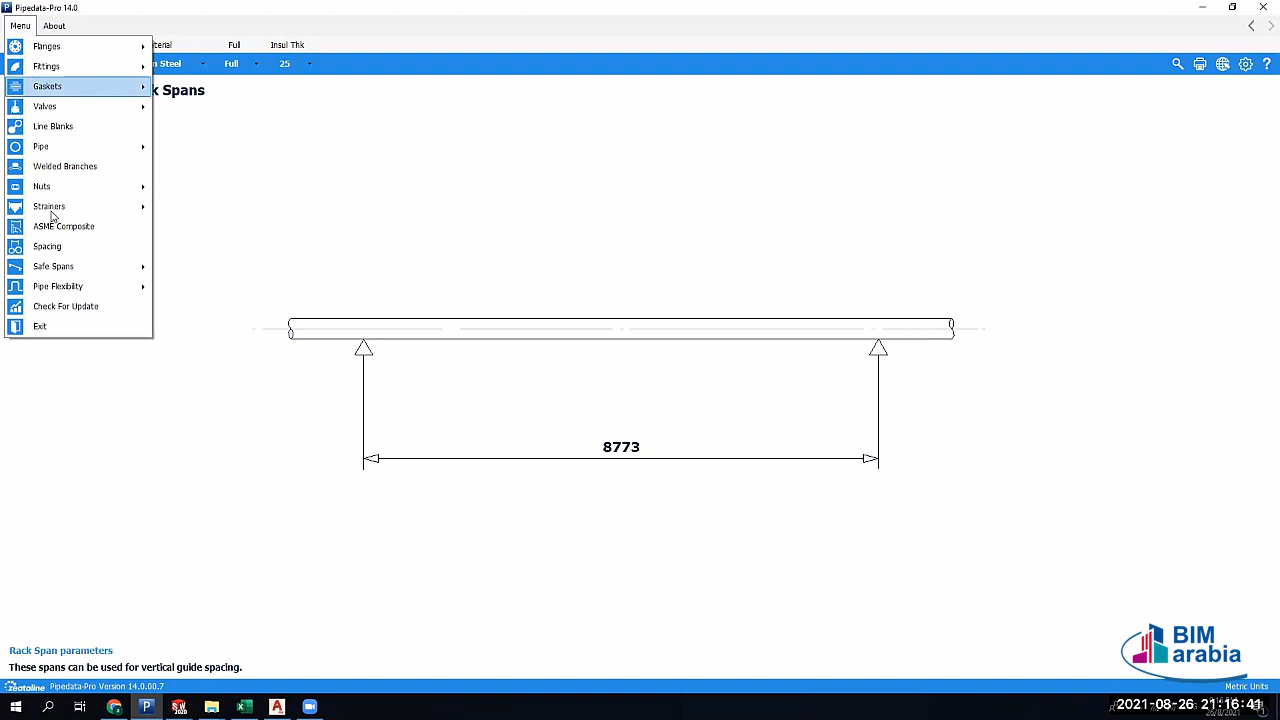 Pipedata-Pro 14.0
Menu About
Flanges
Fittings
Gaskets
Valves
Line Blanks
Pipe
Welded Branches
Nuts
Strainers
ASME Composite
Spacing
Safe Spans
Pipe Flexibility
Check For Update
Exit
terial Full Insul Thk
n Steel Full 25
k Spans
8773
Rack Span parameters
These spans can be used for vertical guide spacing.
BIM
arabia
Zeataline Pipedata-Pro Version 14.0.00.7 Metric Units
2021-08-26 21:16:41
26/8/2021